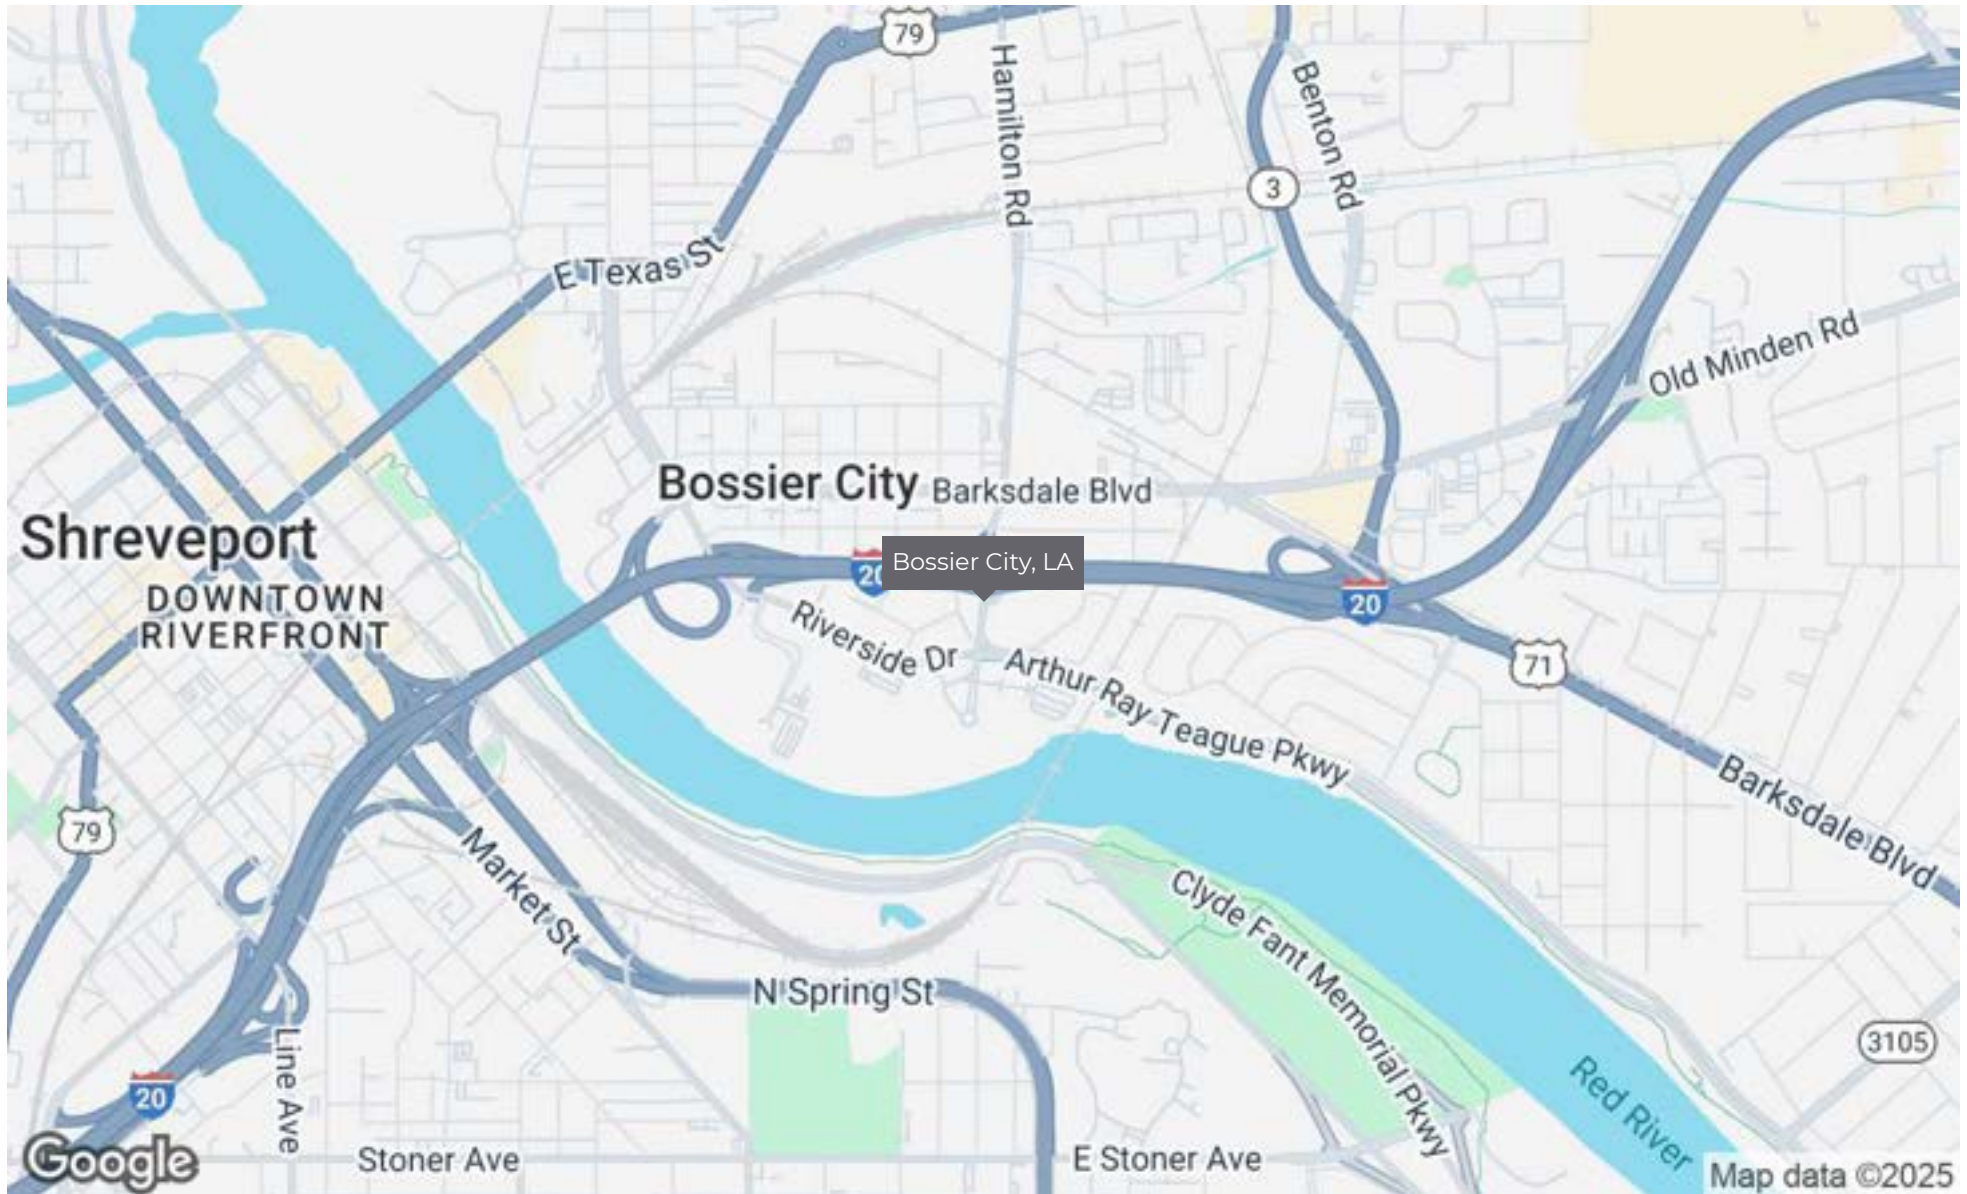 79
Hamilton Rd
Benton Rd
3
E Texas St
Old Minden Rd
Bossier City
Barksdale Blvd
Shreveport
20
Bossier City, LA
20
DOWNTOWN
RIVERFRONT
Riverside Dr
Arthur Ray Teague Pkwy
71
Barksdale Blvd
79
Market St
Clyde Fant Memorial Pkwy
N Spring St
3105
20
Line Ave
Red River
Stoner Ave
E Stoner Ave
Google
Map data ©2025